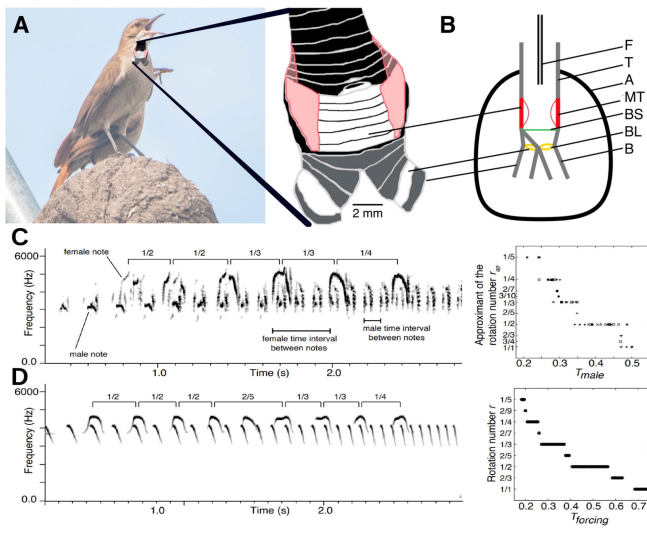 A
B
F
T
A
MT
BS
BL
B
2 mm
C
6000
Frequency (Hz)
0.0
female note
male note
1/2
1/2
1/3
1/3
1/4
female time interval
between notes
male time interval
between notes
1.0
Time (s)
2.0
Approximant of the
rotation number r_ap
1/5
1/4
2/7
3/10
1/3
2/5
1/2
2/3
3/4
1/1
0.2
0.3
0.4
0.5
T_male
D
6000
Frequency (Hz)
0.0
1/2
1/2
1/2
2/5
1/3
1/3
1/4
1.0
Time (s)
2.0
Rotation number r
1/5
2/9
1/4
2/7
1/3
2/5
1/2
2/3
1/1
0.2
0.3
0.4
0.5
0.6
0.7
T_forcing